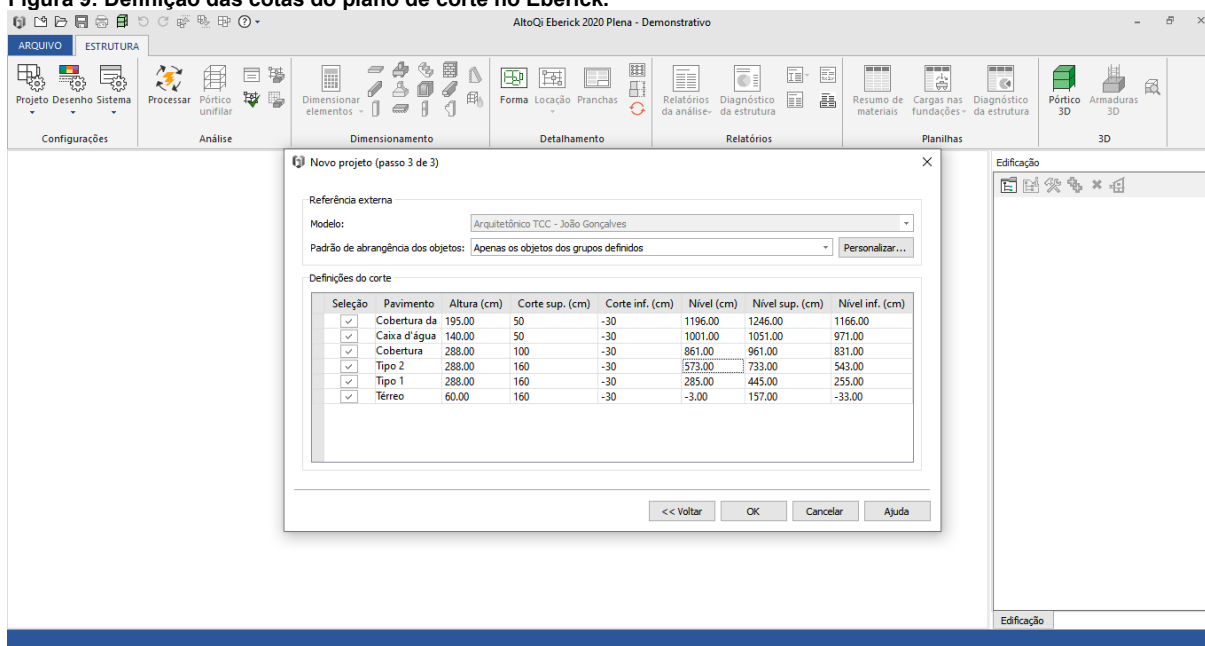 Figura 9: Definição das cotas do plano de corte no Eberick.
AltoQi Eberick 2020 Plena - Demonstrativo
ARQUIVO ESTRUTURA
Projeto Desenho Sistema
Configurações
Processar Pórtico unifilar
Análise
Dimensionar elementos
Dimensionamento
Forma Locação Pranchas
Detalhamento
Relatórios da análise Diagnóstico da estrutura
Relatórios
Resumo de materiais Cargas nas fundações Diagnóstico da estrutura
Planilhas
Pórtico 3D Armaduras 3D
3D
Novo projeto (passo 3 de 3)
Referência externa
Modelo: Arquitetônico TCC - João Gonçalves
Padrão de abrangência dos objetos: Apenas os objetos dos grupos definidos Personalizar...
Definições do corte
Seleção Pavimento Altura (cm) Corte sup. (cm) Corte inf. (cm) Nível (cm) Nível sup. (cm) Nível inf. (cm)
Cobertura da 195.00 50 -30 1196.00 1246.00 1166.00
Caixa d'água 140.00 50 -30 1001.00 1051.00 971.00
Cobertura 288.00 100 -30 861.00 961.00 831.00
Tipo 2 288.00 160 -30 573.00 733.00 543.00
Tipo 1 288.00 160 -30 285.00 445.00 255.00
Térreo 60.00 160 -30 -3.00 157.00 -33.00
<< Voltar OK Cancelar Ajuda
Edificação
Edificação